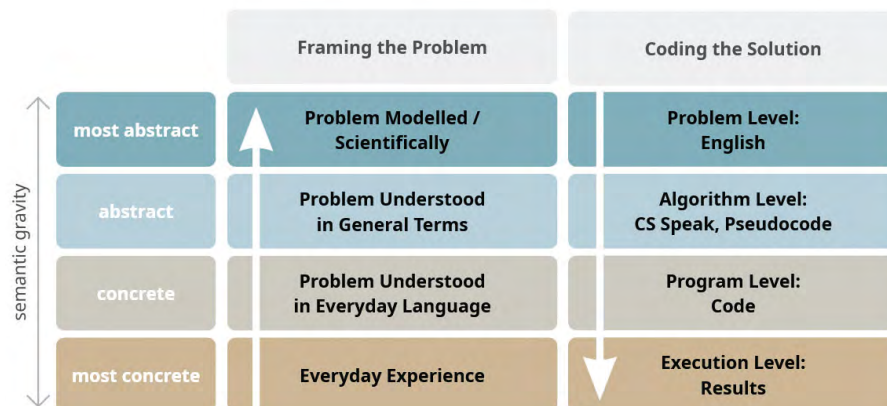 Framing the Problem
Coding the Solution
semantic gravity
most abstract
Problem Modelled /
Scientifically
Problem Level:
English
abstract
Problem Understood
in General Terms
Algorithm Level:
CS Speak, Pseudocode
concrete
Problem Understood
in Everyday Language
Program Level:
Code
most concrete
Everyday Experience
Execution Level:
Results